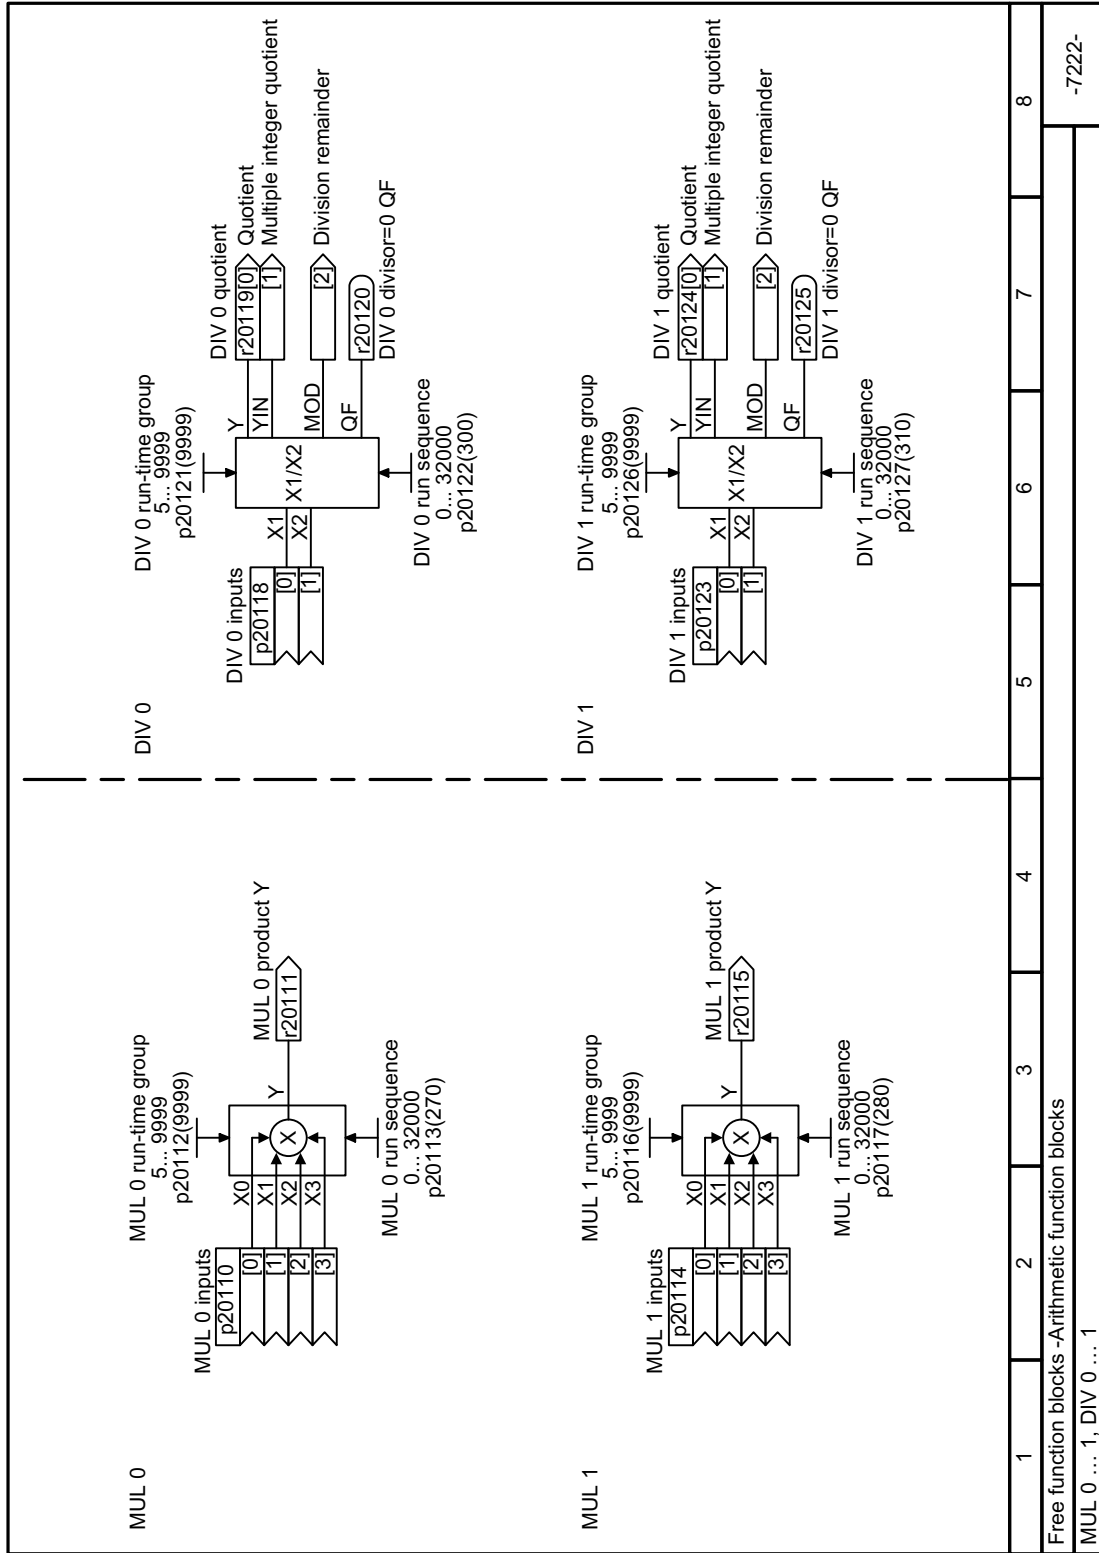 MUL 0
MUL 0 inputs
p20110
[0]
[1]
[2]
[3]
X0
X1
X2
X3
MUL 0 run-time group
5... 9999
p20112(9999)
X
Y
MUL 0 run sequence
0... 32000
p20113(270)
MUL 0 product Y
r20111
DIV 0
DIV 0 inputs
p20118
[0]
[1]
X1
X2
DIV 0 run-time group
5... 9999
p20121(9999)
X1/X2
DIV 0 run sequence
0... 32000
p20122(300)
Y
YIN
MOD
QF
DIV 0 quotient
r20119[0] Quotient
[1] Multiple integer quotient
[2] Division remainder
r20120
DIV 0 divisor=0 QF
MUL 1
MUL 1 inputs
p20114
[0]
[1]
[2]
[3]
X0
X1
X2
X3
MUL 1 run-time group
5... 9999
p20116(9999)
X
Y
MUL 1 run sequence
0... 32000
p20117(280)
MUL 1 product Y
r20115
DIV 1
DIV 1 inputs
p20123
[0]
[1]
X1
X2
DIV 1 run-time group
5... 9999
p20126(9999)
X1/X2
DIV 1 run sequence
0... 32000
p20127(310)
Y
YIN
MOD
QF
DIV 1 quotient
r20124[0] Quotient
[1] Multiple integer quotient
[2] Division remainder
r20125
DIV 1 divisor=0 QF
1 2 3 4 5 6 7 8
Free function blocks -Arithmetic function blocks
MUL 0 ... 1, DIV 0 ... 1
-7222-